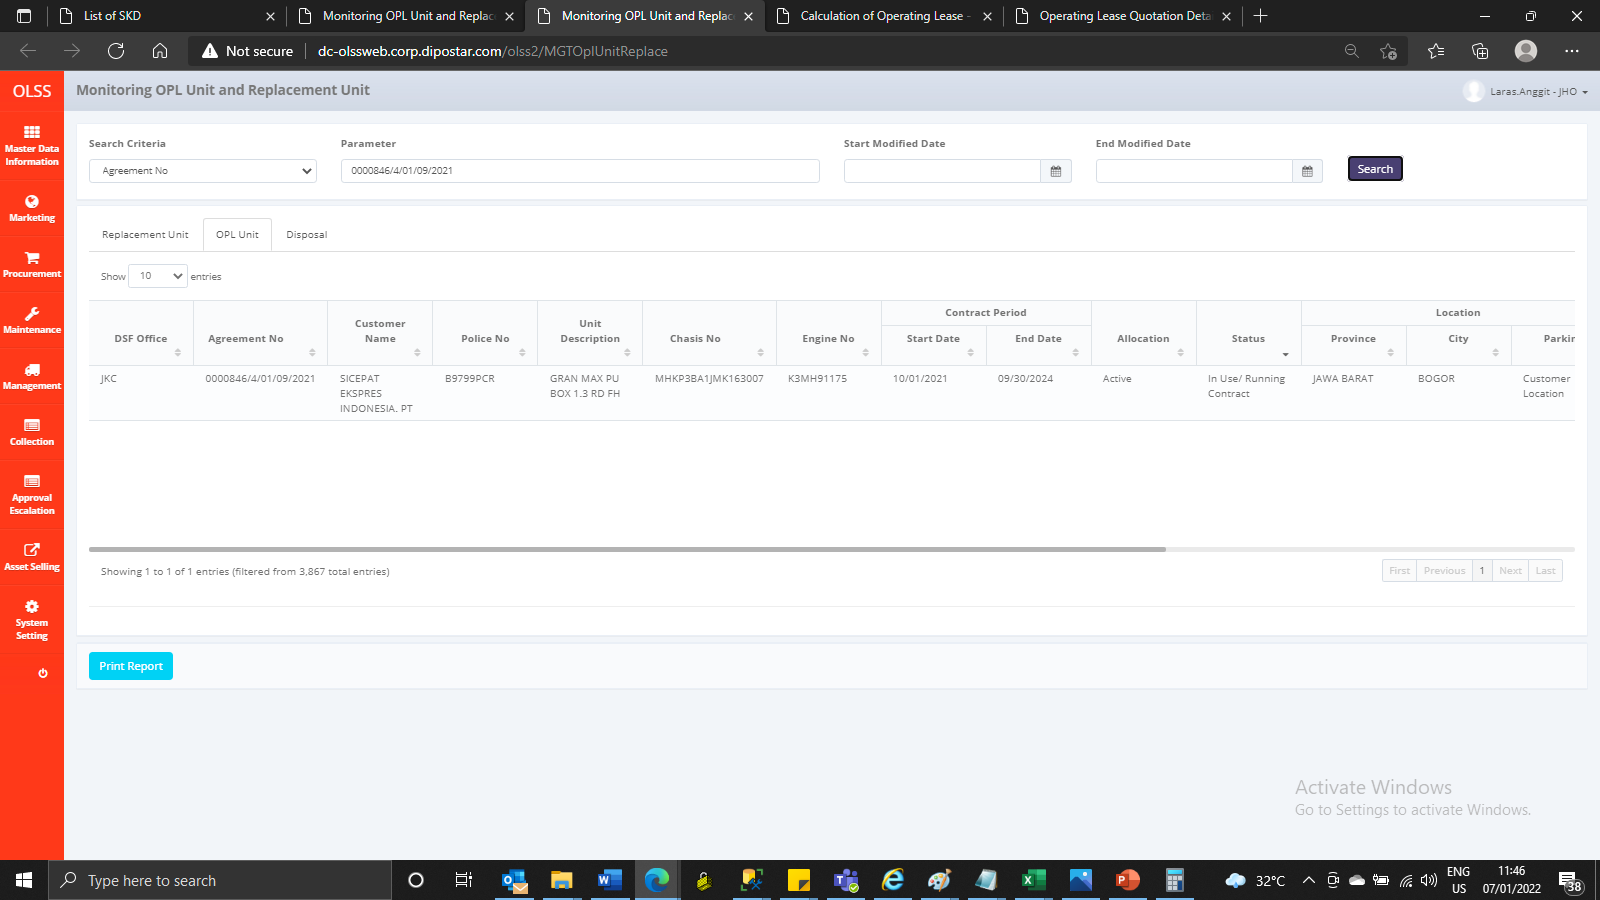 List of SKD
Monitoring OPL Unit and Replac
Monitoring OPL Unit and Replac
Calculation of Operating Lease -
Operating Lease Quotation Deta
Not secure
dc-olssweb.corp.dipostar.com/olss2/MGTOplUnitReplace
OLSS
Monitoring OPL Unit and Replacement Unit
Laras.Anggit - JHO
Master Data
Information
Marketing
Procurement
Maintenance
Management
Collection
Approval
Escalation
Asset Selling
System
Setting
Search Criteria
Parameter
Start Modified Date
End Modified Date
Agreement No
0000846/4/01/09/2021
Search
Replacement Unit
OPL Unit
Disposal
Show 10 entries
Contract Period
Location
DSF Office
Agreement No
Customer
Name
Police No
Unit
Description
Chasis No
Engine No
Start Date
End Date
Allocation
Status
Province
City
Parkin
JKC
0000846/4/01/09/2021
SICEPAT
EKSPRES
INDONESIA. PT
B9799PCR
GRAN MAX PU
BOX 1.3 RD FH
MHKP3BA1JMK163007
K3MH91175
10/01/2021
09/30/2024
Active
In Use/ Running
Contract
JAWA BARAT
BOGOR
Customer
Location
Showing 1 to 1 of 1 entries (filtered from 3,867 total entries)
First
Previous
1
Next
Last
Print Report
Activate Windows
Go to Settings to activate Windows.
Type here to search
32°C
ENG
US
11:46
07/01/2022
38